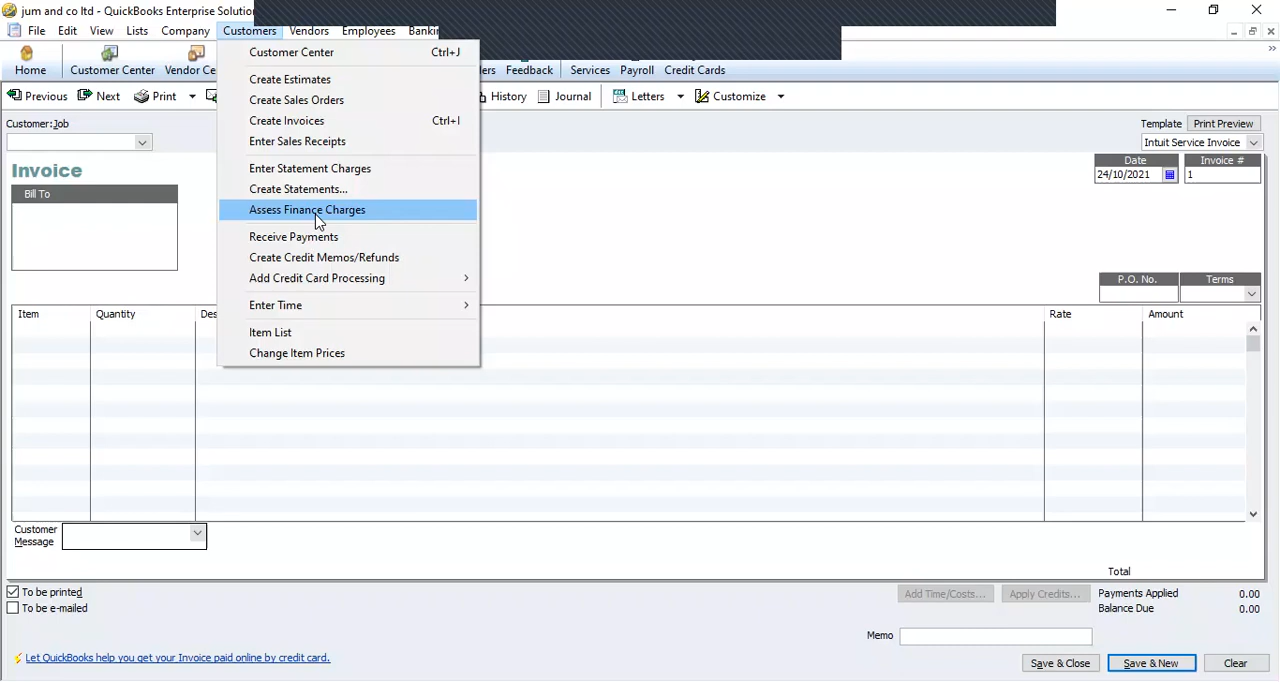 jum and co ltd - QuickBooks Enterprise Solutio
File Edit View Lists Company Customers Vendors Employees Bankin
Home Customer Center Vendor Ce Feedback Services Payroll Credit Cards
Previous Next Print History Journal Letters Customize
Customer Center Ctrl+J
Create Estimates
Create Sales Orders
Create Invoices Ctrl+I
Enter Sales Receipts
Enter Statement Charges
Create Statements...
Assess Finance Charges
Receive Payments
Create Credit Memos/Refunds
Add Credit Card Processing
Enter Time
Item List
Change Item Prices
Customer:Job
Template Print Preview
Intuit Service Invoice
Invoice
Date Invoice #
24/10/2021 1
Bill To
P.O. No. Terms
Item Quantity Des Rate Amount
Customer
Message
Total
To be printed
Add Time/Costs... Apply Credits... Payments Applied 0.00
To be e-mailed
Balance Due 0.00
Memo
Let QuickBooks help you get your Invoice paid online by credit card.
Save & Close Save & New Clear